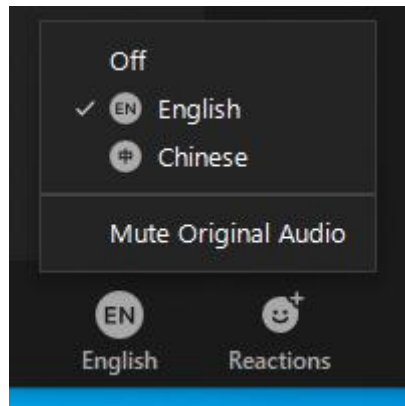 Off
EN English
中 Chinese
Mute Original Audio
EN
English Reactions